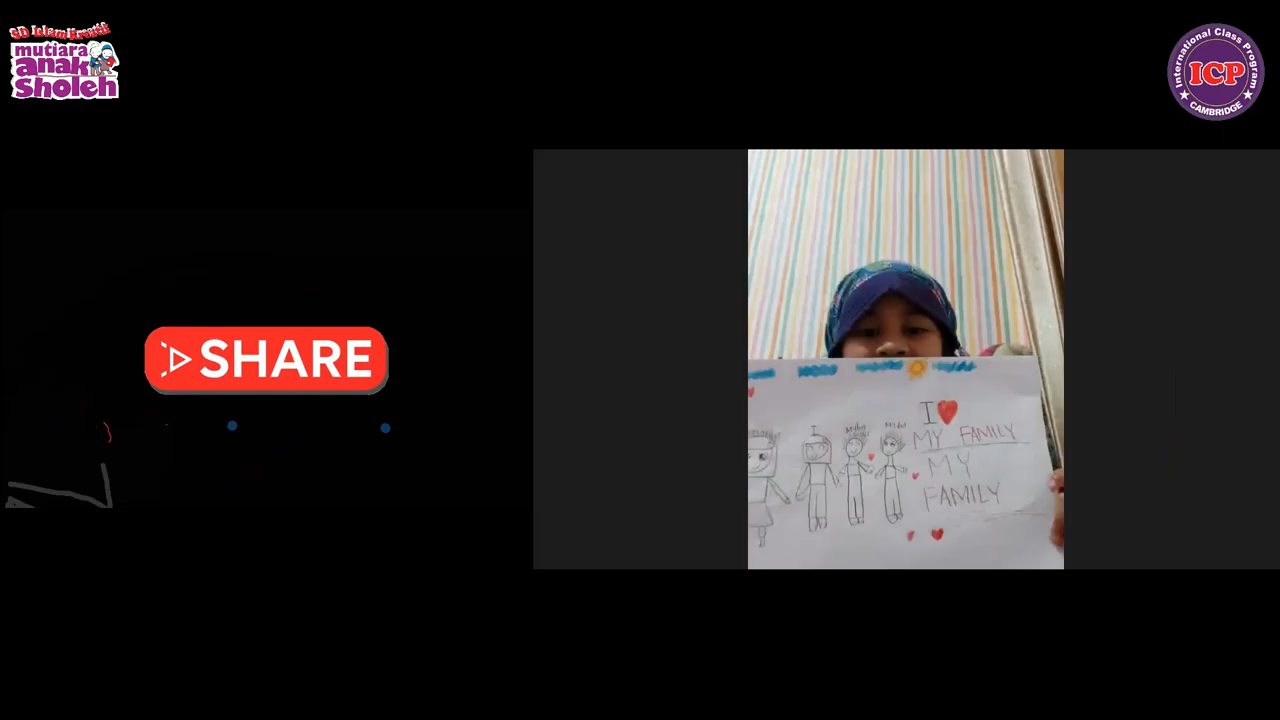 SD Islam Kreatif
mutiara
anak
Sholeh
International Class Program
ICP
CAMBRIDGE
SHARE
I
MY FAMILY
MY
FAMILY
I